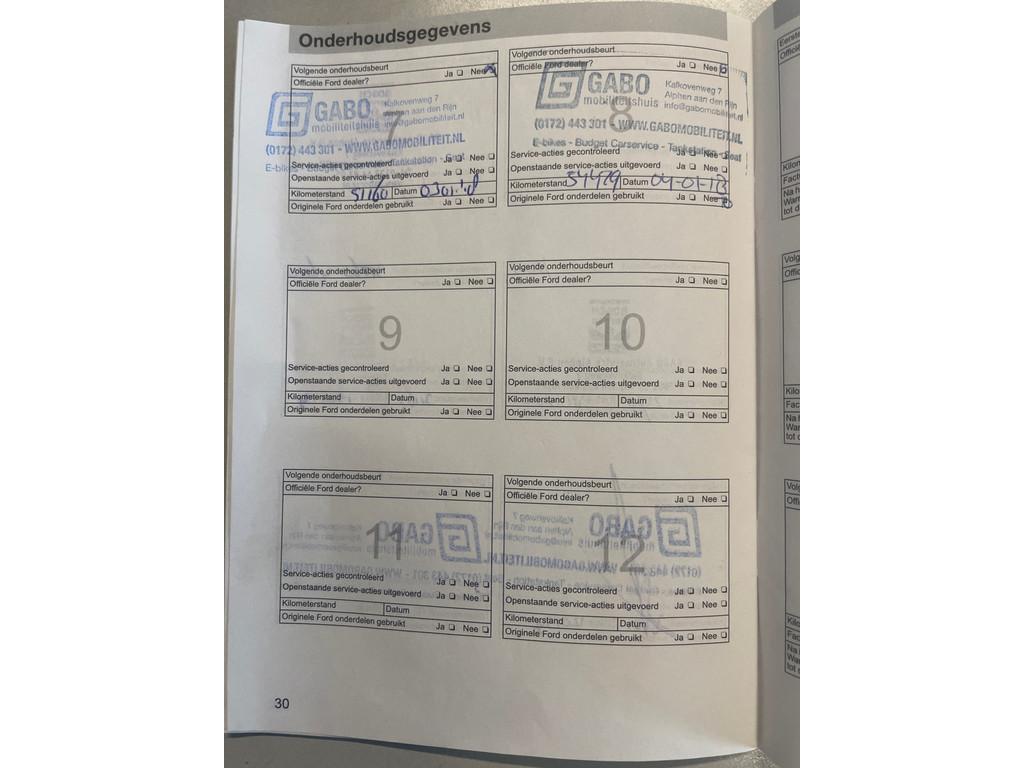 Onderhoudsgegevens
Volgende onderhoudsbeurt
Officiële Ford dealer? Ja ❏ Nee ❏
GABO Kalkovenweg 7
Alphen aan den Rijn
mobiliteitshuis info@gabomobiliteit.nl
7
(0172) 443 301 - WWW.GABOMOBILITEIT.NL
E-bikes - Budget Carservice - Tankstation - Seat
Service-acties gecontroleerd Ja ❏ Nee ❏
Openstaande service-acties uitgevoerd Ja ❏ Nee ❏
Kilometerstand 51160 Datum
Originele Ford onderdelen gebruikt Ja ❏ Nee ❏
Volgende onderhoudsbeurt
Officiële Ford dealer? Ja ❏ Nee ❏
GABO Kalkovenweg 7
Alphen aan den Rijn
mobiliteitshuis info@gabomobiliteit.nl
8
(0172) 443 301 - WWW.GABOMOBILITEIT.NL
E-bikes - Budget Carservice - Tankstation - Seat
Service-acties gecontroleerd Ja ❏ Nee ❏
Openstaande service-acties uitgevoerd Ja ❏ Nee ❏
Kilometerstand 54429 Datum
Originele Ford onderdelen gebruikt Ja ❏ Nee ❏
Volgende onderhoudsbeurt
Officiële Ford dealer? Ja ❏ Nee ❏
9
Service-acties gecontroleerd Ja ❏ Nee ❏
Openstaande service-acties uitgevoerd Ja ❏ Nee ❏
Kilometerstand Datum
Originele Ford onderdelen gebruikt Ja ❏ Nee ❏
Volgende onderhoudsbeurt
Officiële Ford dealer? Ja ❏ Nee ❏
10
Service-acties gecontroleerd Ja ❏ Nee ❏
Openstaande service-acties uitgevoerd Ja ❏ Nee ❏
Kilometerstand Datum
Originele Ford onderdelen gebruikt Ja ❏ Nee ❏
Volgende onderhoudsbeurt
Officiële Ford dealer? Ja ❏ Nee ❏
11
Service-acties gecontroleerd Ja ❏ Nee ❏
Openstaande service-acties uitgevoerd Ja ❏ Nee ❏
Kilometerstand Datum
Originele Ford onderdelen gebruikt Ja ❏ Nee ❏
Volgende onderhoudsbeurt
Officiële Ford dealer? Ja ❏ Nee ❏
12
Service-acties gecontroleerd Ja ❏ Nee ❏
Openstaande service-acties uitgevoerd Ja ❏ Nee ❏
Kilometerstand Datum
Originele Ford onderdelen gebruikt Ja ❏ Nee ❏
30